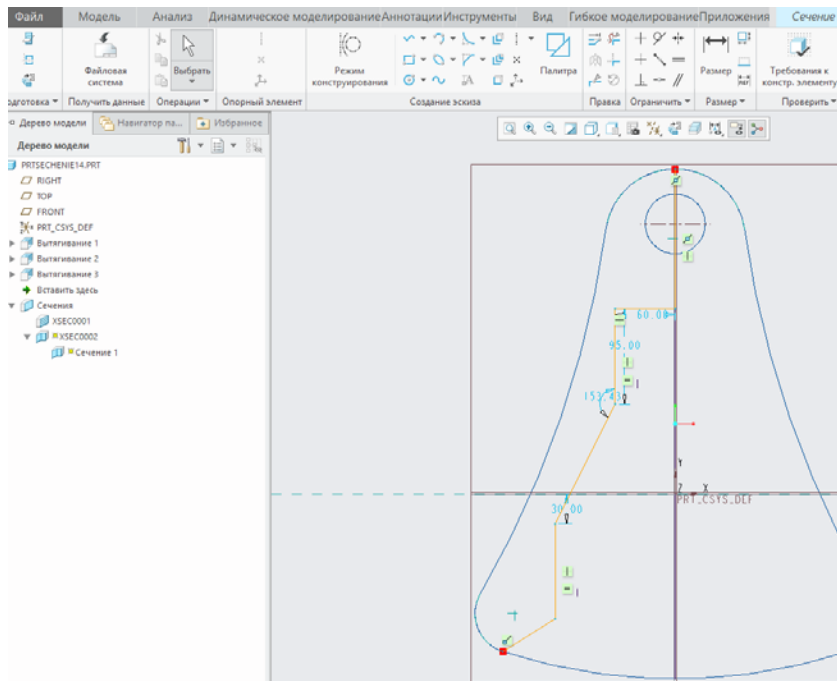 Файл Модель Анализ Динамическое моделирование Аннотации Инструменты Вид Гибкое моделирование Приложения Сечение
Файловая система
Выбрать
Режим конструирования
Палитра
Размер
Требования к констр. элементу
одготовка Получить данные Операции Опорный элемент Создание эскиза Правка Ограничить Размер Проверить
Дерево модели Навигатор па... Избранное
Дерево модели
PRTSECHENIE14.PRT
RIGHT
TOP
FRONT
PRT_CSYS_DEF
Вытягивание 1
Вытягивание 2
Вытягивание 3
Вставить здесь
Сечения
XSEC0001
XSEC0002
Сечение 1
60.00
95.00
153.43
Y
Z X
PRT_CSYS_DEF
30.00